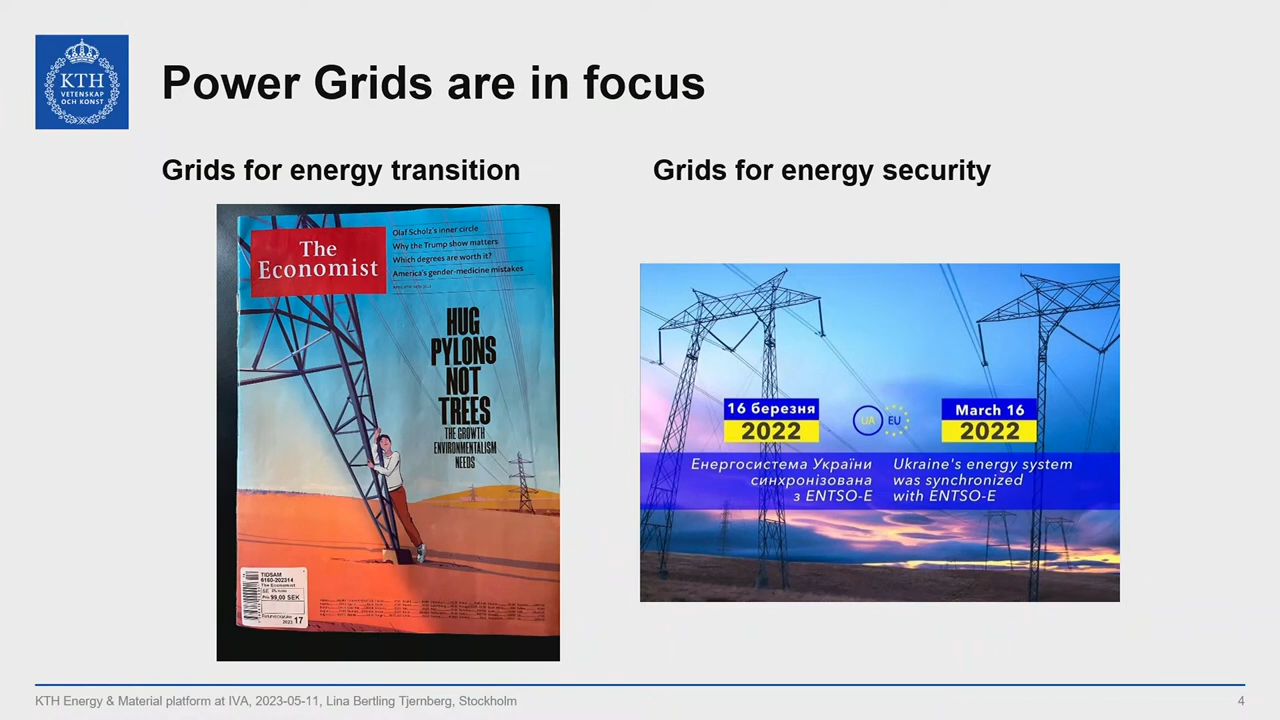 KTH
VETENSKAP
OCH KONST
Power Grids are in focus
Grids for energy transition
The
Economist
Olaf Scholz's inner circle
Why the Trump show matters
Which degrees are worth it?
America's gender-medicine mistakes
HUG
PYLONS
NOT
TREES
THE GROWTH
ENVIRONMENTALISM
NEEDS
TIDSAM
6160-202314
The Economist
99,00 SEK
2023 17
Grids for energy security
16 березня
2022
UA EU
March 16
2022
Енергосистема України
синхронізована
з ENTSO-E
Ukraine's energy system
was synchronized
with ENTSO-E
KTH Energy & Material platform at IVA, 2023-05-11, Lina Bertling Tjernberg, Stockholm
4